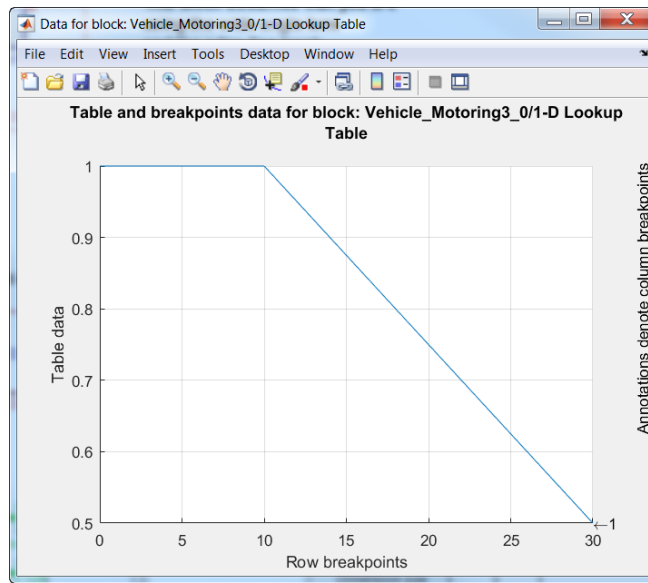 Data for block: Vehicle_Motoring3_0/1-D Lookup Table
File Edit View Insert Tools Desktop Window Help
Table and breakpoints data for block: Vehicle_Motoring3_0/1-D Lookup
Table
1
0.9
0.8
0.7
0.6
0.5
Table data
0 5 10 15 20 25 30
Row breakpoints
←1
Annotations denote column breakpoints